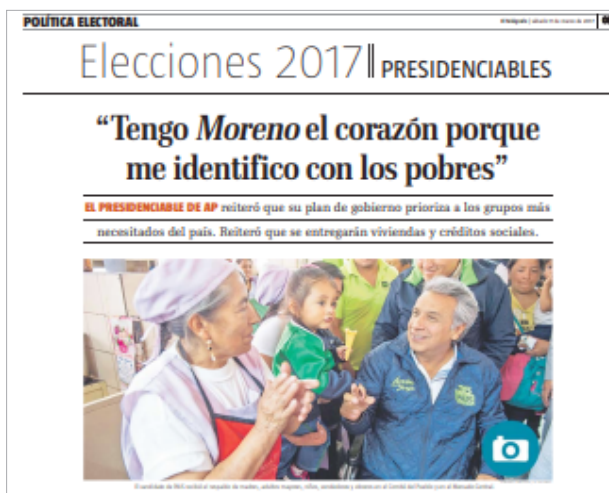 POLÍTICA ELECTORAL
Elecciones 2017 PRESIDENCIABLES
“Tengo Moreno el corazón porque
me identifico con los pobres”
EL PRESIDENCIABLE DE AP reiteró que su plan de gobierno prioriza a los grupos más
necesitados del país. Reiteró que se entregarán viviendas y créditos sociales.